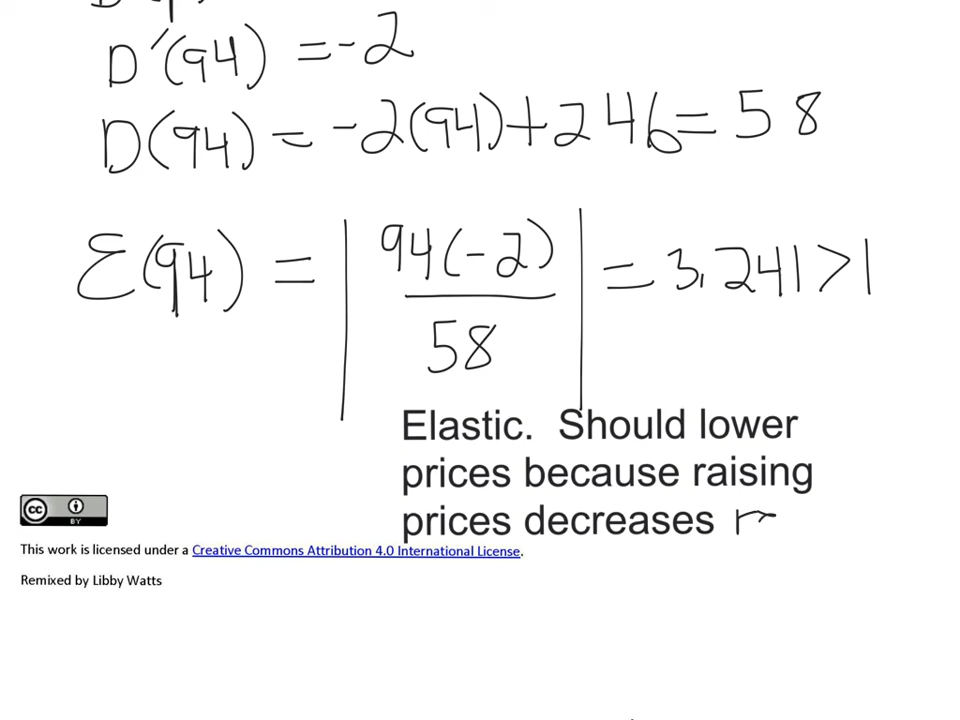 D'(94) = -2
D(94) = -2(94)+246=58
E(94) = | 94(-2) / 58 | = 3.241>1
Elastic. Should lower
prices because raising
prices decreases r
cc BY
This work is licensed under a Creative Commons Attribution 4.0 International License.
Remixed by Libby Watts